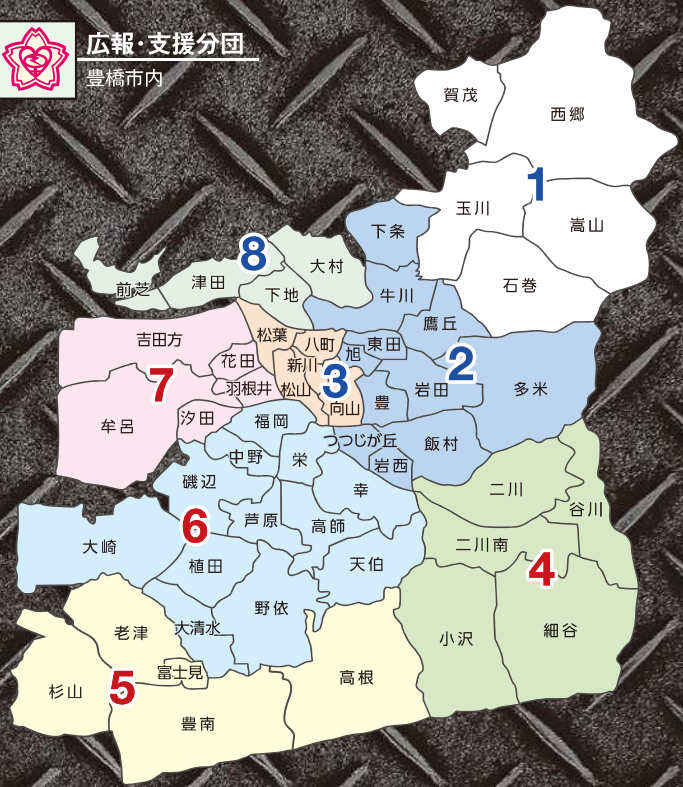 広報・支援分団
豊橋市内
賀茂
西郷
1
玉川
嵩山
下条
石巻
8
大村
前芝
津田
下地
牛川
鷹丘
吉田方
松葉
八町
旭
東田
2
花田
新川
7
羽根井
松山
3
岩田
多米
豊
向山
牟呂
汐田
福岡
つつじが丘
飯村
中野
栄
岩西
磯辺
幸
二川
谷川
6
芦原
高師
大崎
二川南
4
植田
天伯
野依
老津
大清水
小沢
細谷
富士見
高根
杉山
5
豊南